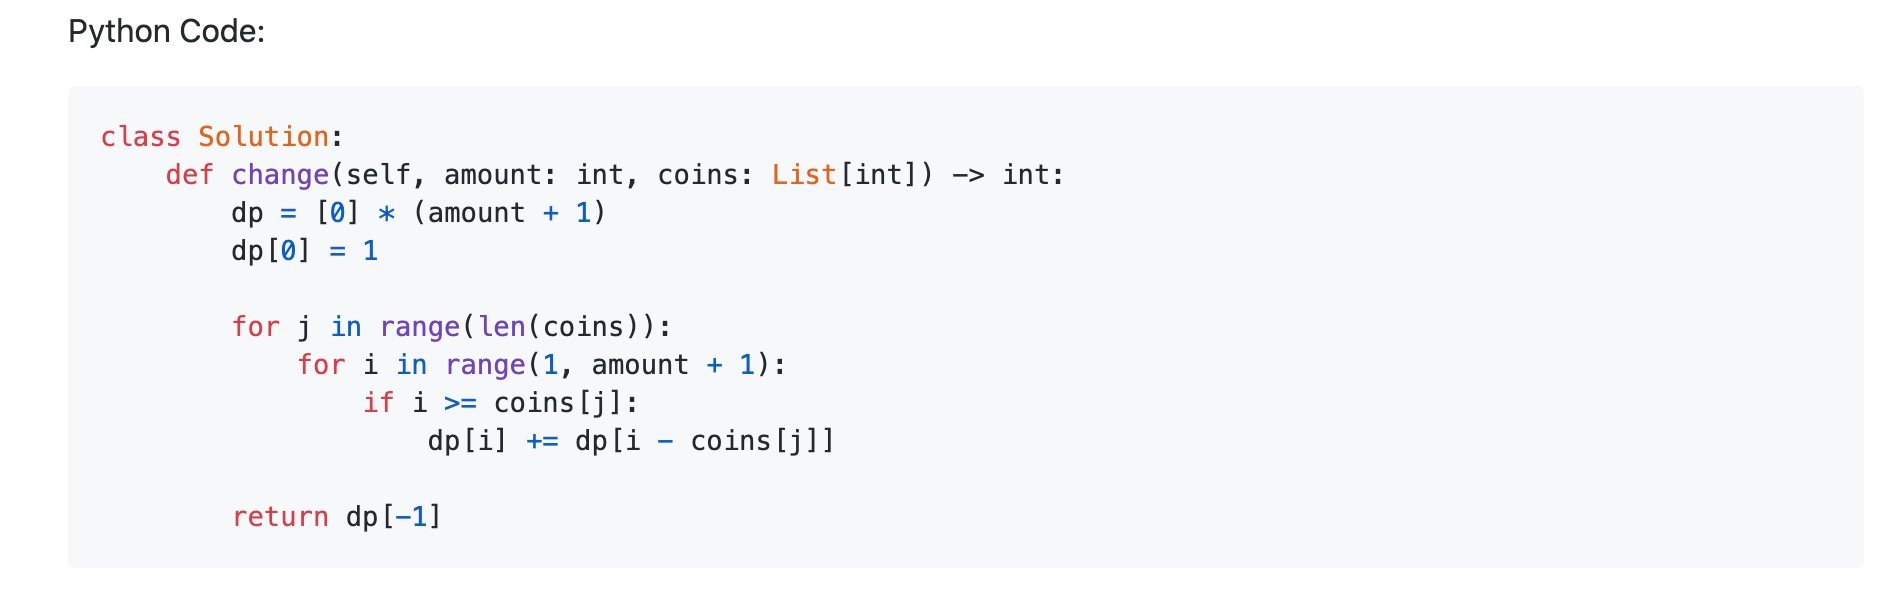 Python Code:
class Solution:
    def change(self, amount: int, coins: List[int]) -> int:
        dp = [0] * (amount + 1)
        dp[0] = 1

        for j in range(len(coins)):
            for i in range(1, amount + 1):
                if i >= coins[j]:
                    dp[i] += dp[i - coins[j]]

        return dp[-1]